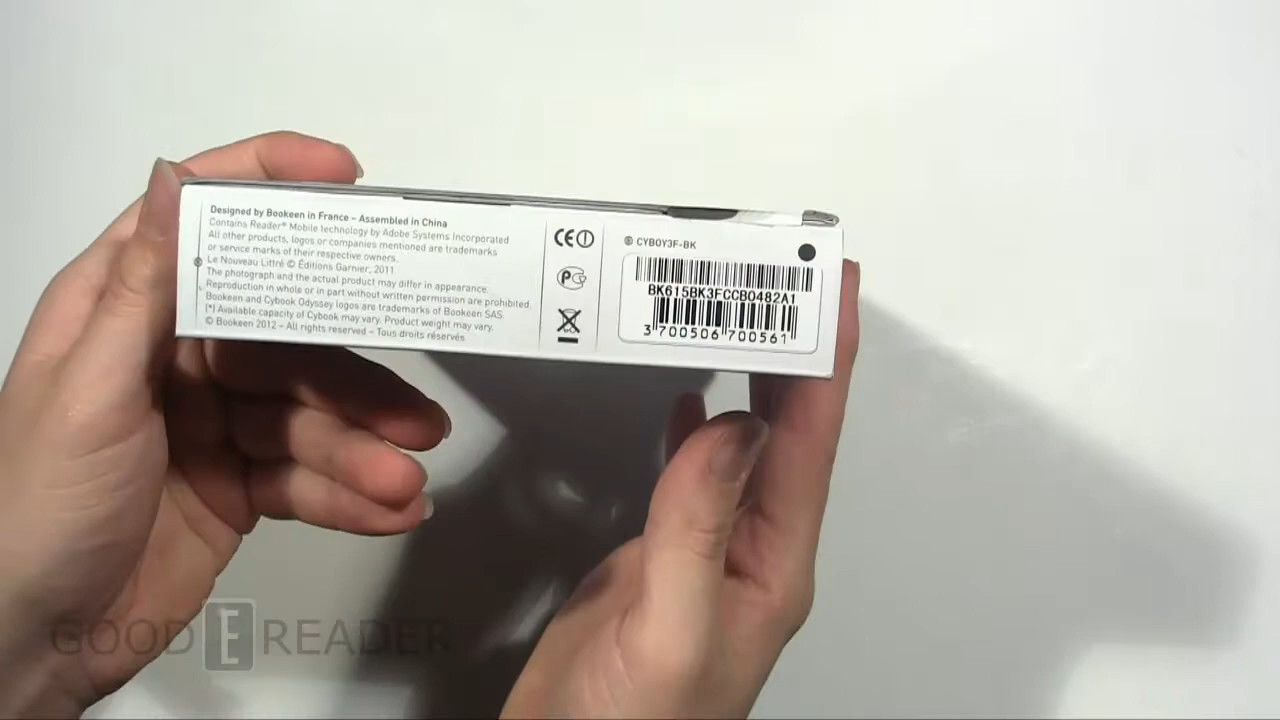 Designed by Bookeen in France – Assembled in China
Contains Reader® Mobile technology by Adobe Systems Incorporated
All other products, logos or companies mentioned are trademarks
or service marks of their respective owners.
Le Nouveau Littré © Éditions Garnier, 2011
The photograph and the actual product may differ in appearance.
Reproduction in whole or in part without written permission are prohibited.
Bookeen and Cybook Odyssey logos are trademarks of Bookeen SAS.
(*) Available capacity of Cybook may vary. Product weight may vary.
© Bookeen 2012 – All rights reserved – Tous droits réservés
CE
CYBOY3F-BK
BK615BK3FCCB0482A1
3 700506 700561
GOOD E READER